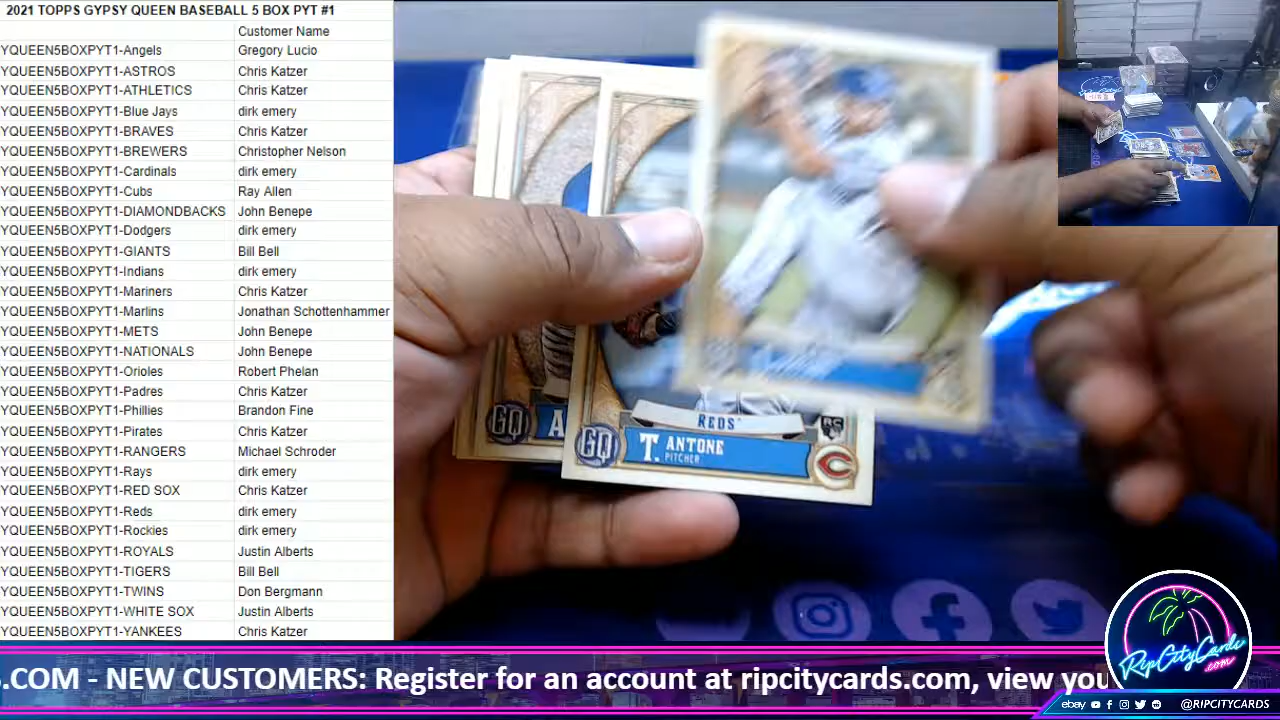 2021 TOPPS GYPSY QUEEN BASEBALL 5 BOX PYT #1
Customer Name
YQUEEN5BOXPYT1-Angels Gregory Lucio
YQUEEN5BOXPYT1-ASTROS Chris Katzer
YQUEEN5BOXPYT1-ATHLETICS Chris Katzer
YQUEEN5BOXPYT1-Blue Jays dirk emery
YQUEEN5BOXPYT1-BRAVES Chris Katzer
YQUEEN5BOXPYT1-BREWERS Christopher Nelson
YQUEEN5BOXPYT1-Cardinals dirk emery
YQUEEN5BOXPYT1-Cubs Ray Allen
YQUEEN5BOXPYT1-DIAMONDBACKS John Benepe
YQUEEN5BOXPYT1-Dodgers dirk emery
YQUEEN5BOXPYT1-GIANTS Bill Bell
YQUEEN5BOXPYT1-Indians dirk emery
YQUEEN5BOXPYT1-Mariners Chris Katzer
YQUEEN5BOXPYT1-Marlins Jonathan Schottenhammer
YQUEEN5BOXPYT1-METS John Benepe
YQUEEN5BOXPYT1-NATIONALS John Benepe
YQUEEN5BOXPYT1-Orioles Robert Phelan
YQUEEN5BOXPYT1-Padres Chris Katzer
YQUEEN5BOXPYT1-Phillies Brandon Fine
YQUEEN5BOXPYT1-Pirates Chris Katzer
YQUEEN5BOXPYT1-RANGERS Michael Schroder
YQUEEN5BOXPYT1-Rays dirk emery
YQUEEN5BOXPYT1-RED SOX Chris Katzer
YQUEEN5BOXPYT1-Reds dirk emery
YQUEEN5BOXPYT1-Rockies dirk emery
YQUEEN5BOXPYT1-ROYALS Justin Alberts
YQUEEN5BOXPYT1-TIGERS Bill Bell
YQUEEN5BOXPYT1-TWINS Don Bergmann
YQUEEN5BOXPYT1-WHITE SOX Justin Alberts
YQUEEN5BOXPYT1-YANKEES Chris Katzer
GQ A
REDS
GQ T. ANTONE RC
PITCHER
C
RipCityCards
.com
S.COM - NEW CUSTOMERS: Register for an account at ripcitycards.com, view you
ebay @RIPCITYCARDS